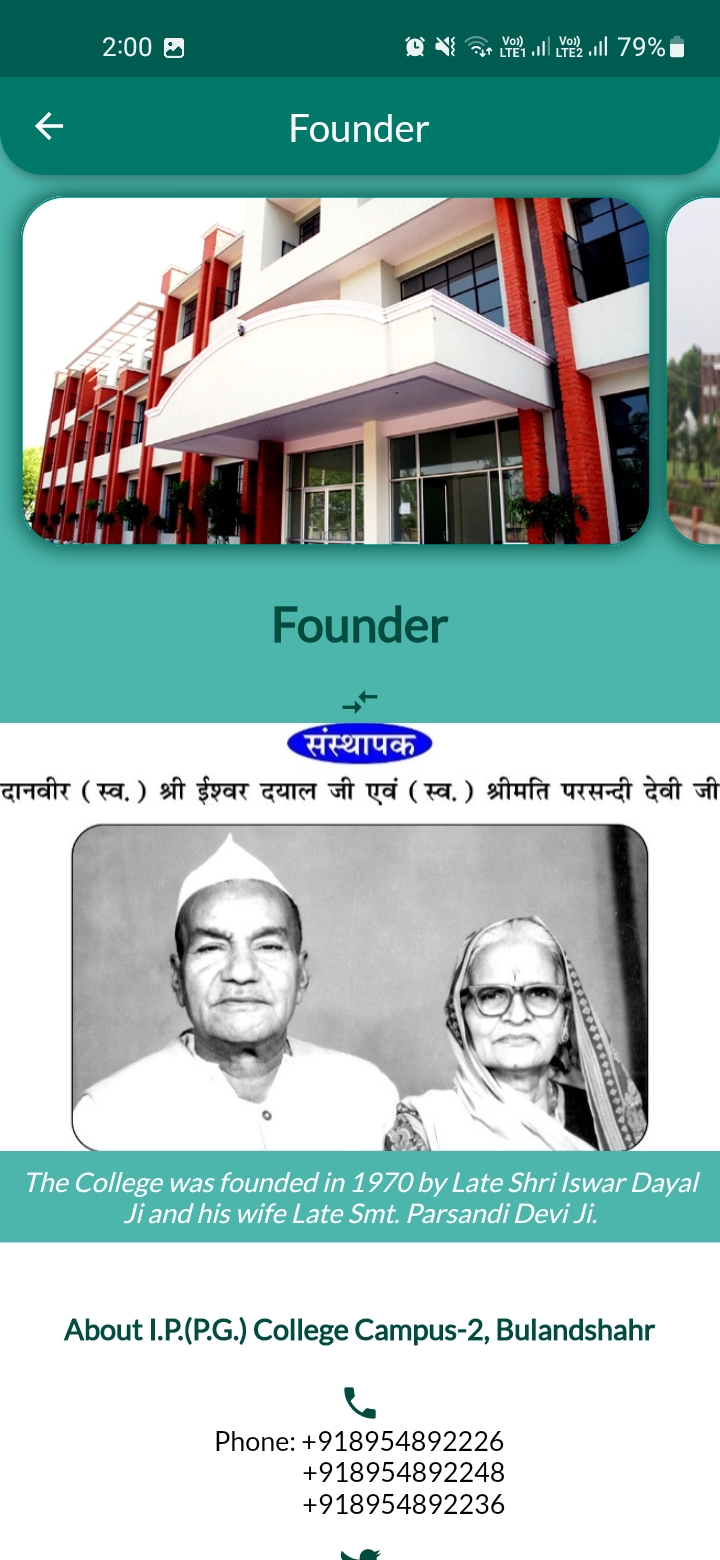 2:00
Vo)) LTE1 Vo)) LTE2 79%
Founder
Founder
संस्थापक
दानवीर (स्व.) श्री ईश्वर दयाल जी एवं (स्व.) श्रीमति परसन्दी देवी जी
The College was founded in 1970 by Late Shri Iswar Dayal
Ji and his wife Late Smt. Parsandi Devi Ji.
About I.P.(P.G.) College Campus-2, Bulandshahr
Phone: +918954892226
+918954892248
+918954892236